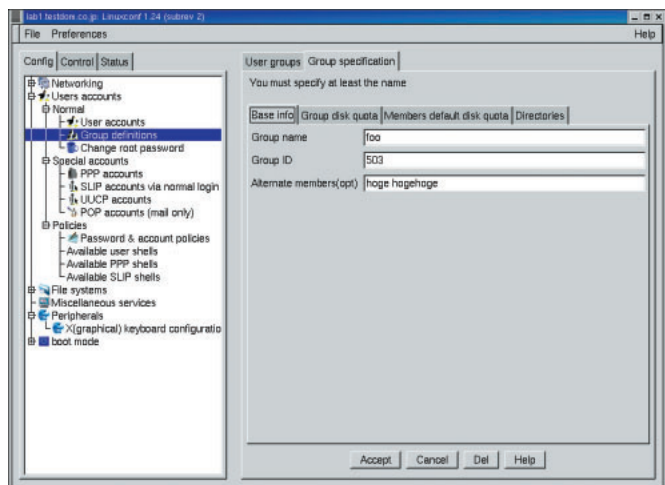 lab1.testdom.co.jp: Linuxconf 1.24 (subrev 2)
File Preferences Help
Config Control Status
Networking
Users accounts
Normal
User accounts
Group definitions
Change root password
Special accounts
PPP accounts
SLIP accounts via normal login
UUCP accounts
POP accounts (mail only)
Policies
Password & account policies
Available user shells
Available PPP shells
Available SLIP shells
File systems
Miscellaneous services
Peripherals
X(graphical) keyboard configuratio
boot mode
User groups Group specification
You must specify at least the name
Base info Group disk quota Members default disk quota Directories
Group name foo
Group ID 503
Alternate members(opt) hoge hogehoge
Accept Cancel Del Help